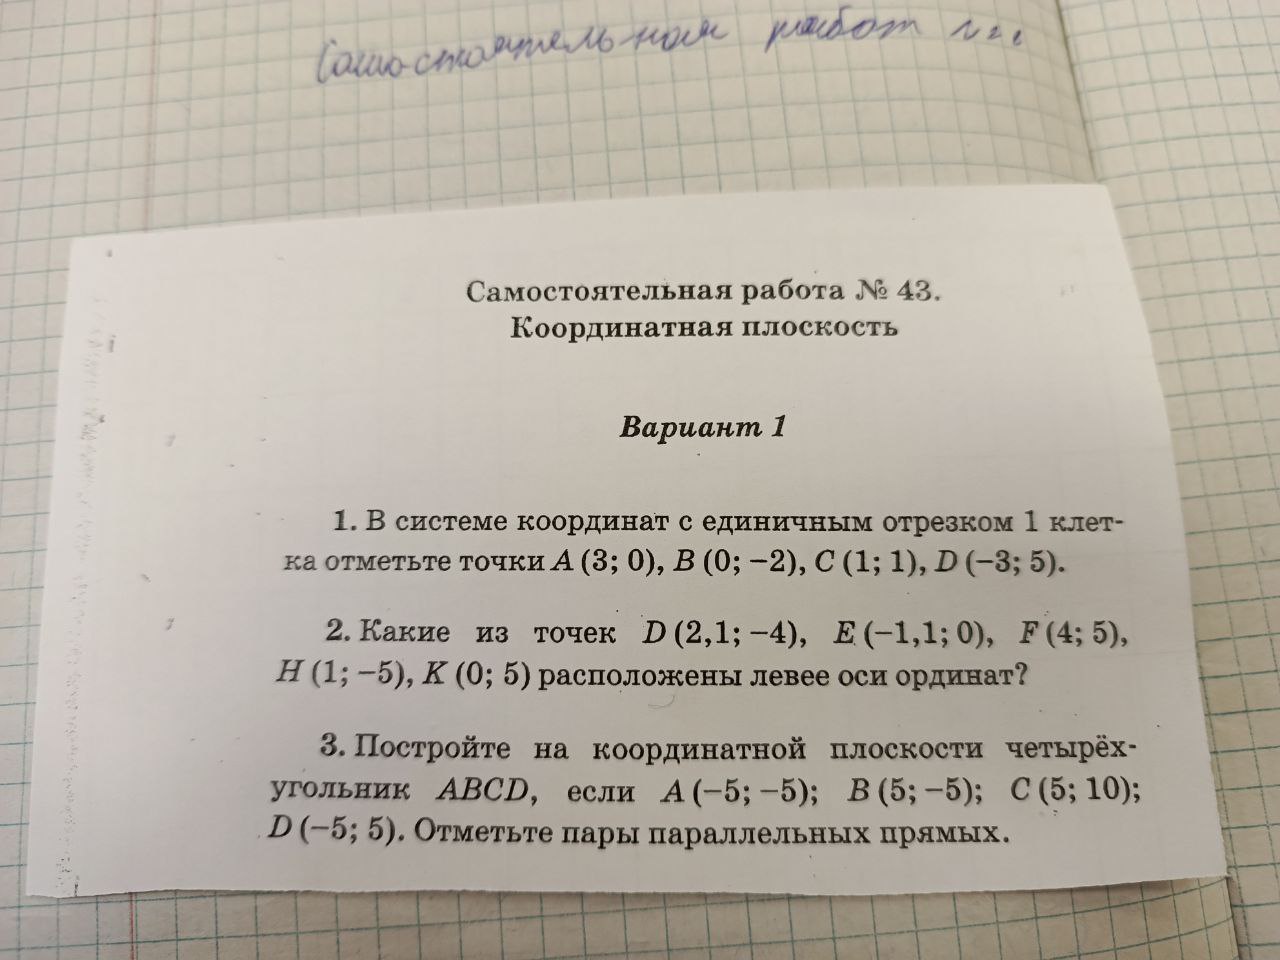 Самостоятельная работ
Самостоятельная работа № 43.
Координатная плоскость
Вариант 1
1. В системе координат с единичным отрезком 1 клет-
ка отметьте точки A (3; 0), B (0; −2), C (1; 1), D (−3; 5).
2. Какие из точек D (2,1; −4), E (−1,1; 0), F (4; 5),
H (1; −5), K (0; 5) расположены левее оси ординат?
3. Постройте на координатной плоскости четырёх-
угольник ABCD, если A (−5; −5); B (5; −5); C (5; 10);
D (−5; 5). Отметьте пары параллельных прямых.